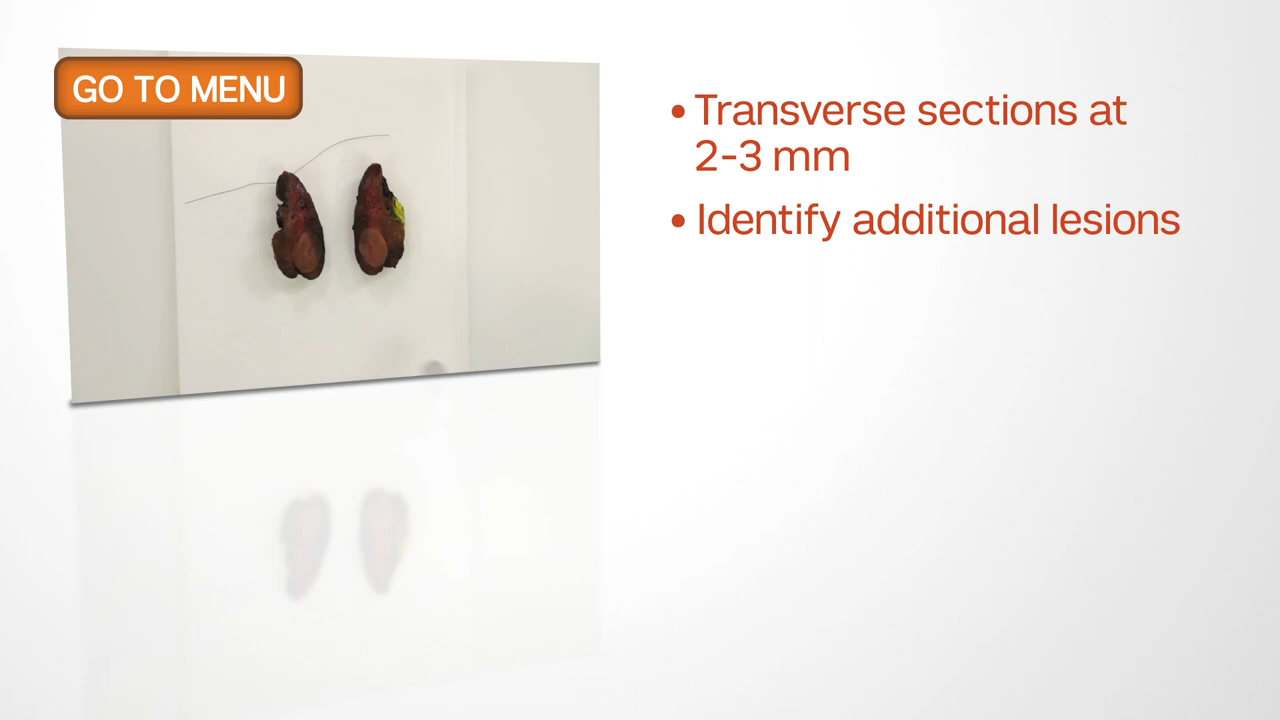 GO TO MENU
• Transverse sections at
2-3 mm
• Identify additional lesions